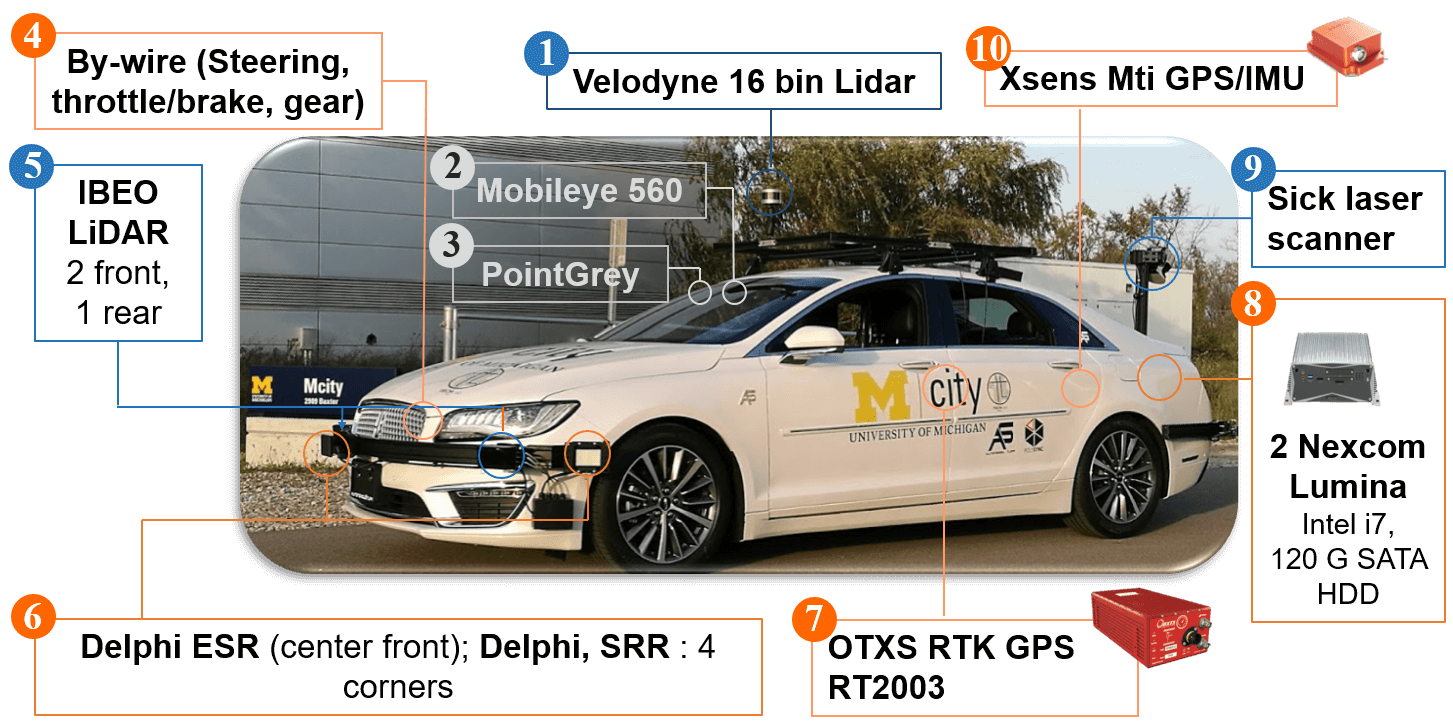 4
By-wire (Steering,
throttle/brake, gear)
1
Velodyne 16 bin Lidar
10
Xsens Mti GPS/IMU
5
IBEO
LiDAR
2 front,
1 rear
2
Mobileye 560
3
PointGrey
9
Sick laser
scanner
8
2 Nexcom
Lumina
Intel i7,
120 G SATA
HDD
M
UNIVERSITY OF
MICHIGAN
Mcity
2909 Baxter
M city
UNIVERSITY OF MICHIGAN
6
Delphi ESR (center front); Delphi, SRR : 4
corners
7
OTXS RTK GPS
RT2003